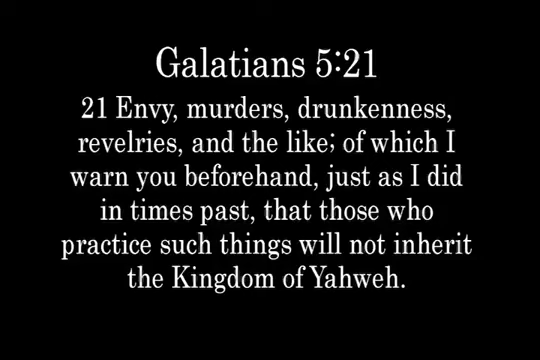 Galatians 5:21
21 Envy, murders, drunkenness,
revelries, and the like; of which I
warn you beforehand, just as I did
in times past, that those who
practice such things will not inherit
the Kingdom of Yahweh.